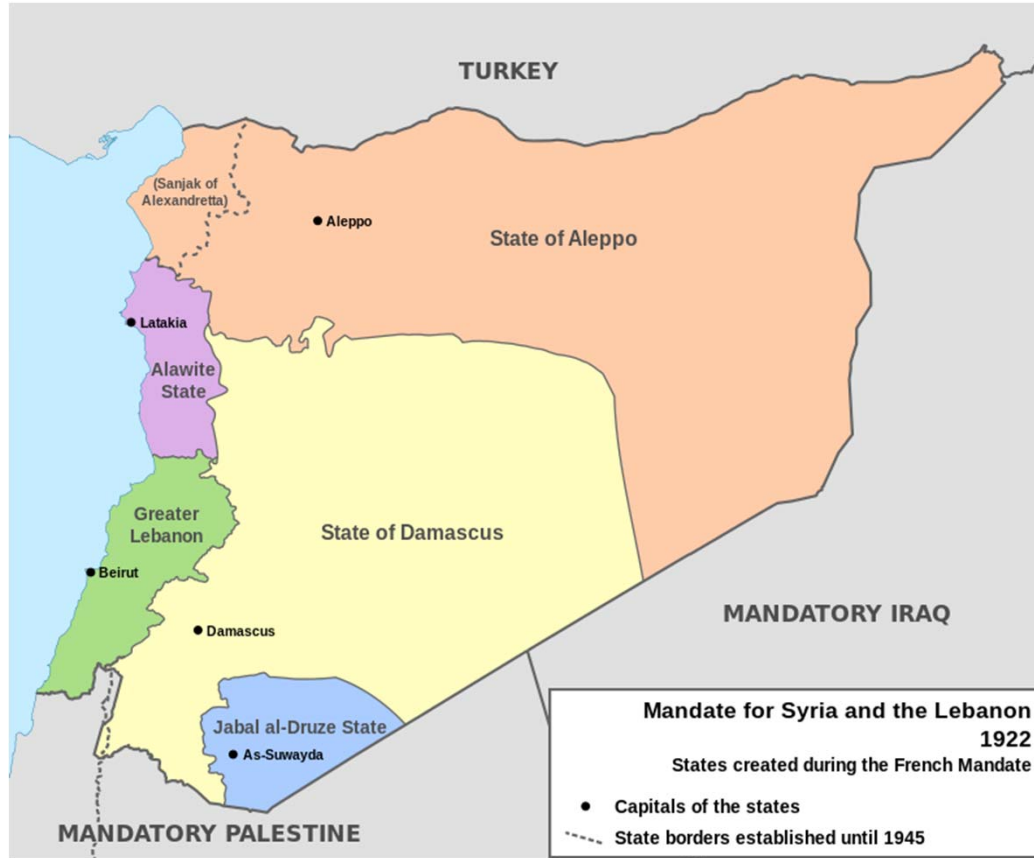 TURKEY
(Sanjak of
Alexandretta)
Aleppo
State of Aleppo
Latakia
Alawite
State
Greater
Lebanon
State of Damascus
Beirut
Damascus
MANDATORY IRAQ
Jabal al-Druze State
As-Suwayda
MANDATORY PALESTINE
Mandate for Syria and the Lebanon
1922
States created during the French Mandate
Capitals of the states
State borders established until 1945